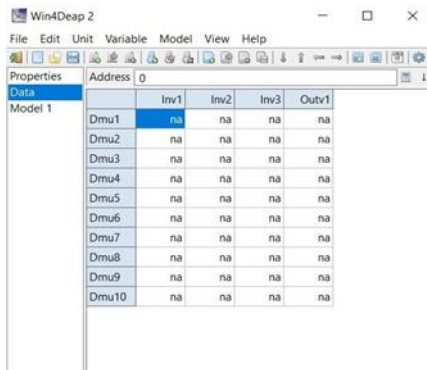 Win4Deap 2
File Edit Unit Variable Model View Help
Properties
Data
Model 1
Address 0
Inv1 Inv2 Inv3 Outv1
Dmu1 na na na na
Dmu2 na na na na
Dmu3 na na na na
Dmu4 na na na na
Dmu5 na na na na
Dmu6 na na na na
Dmu7 na na na na
Dmu8 na na na na
Dmu9 na na na na
Dmu10 na na na na